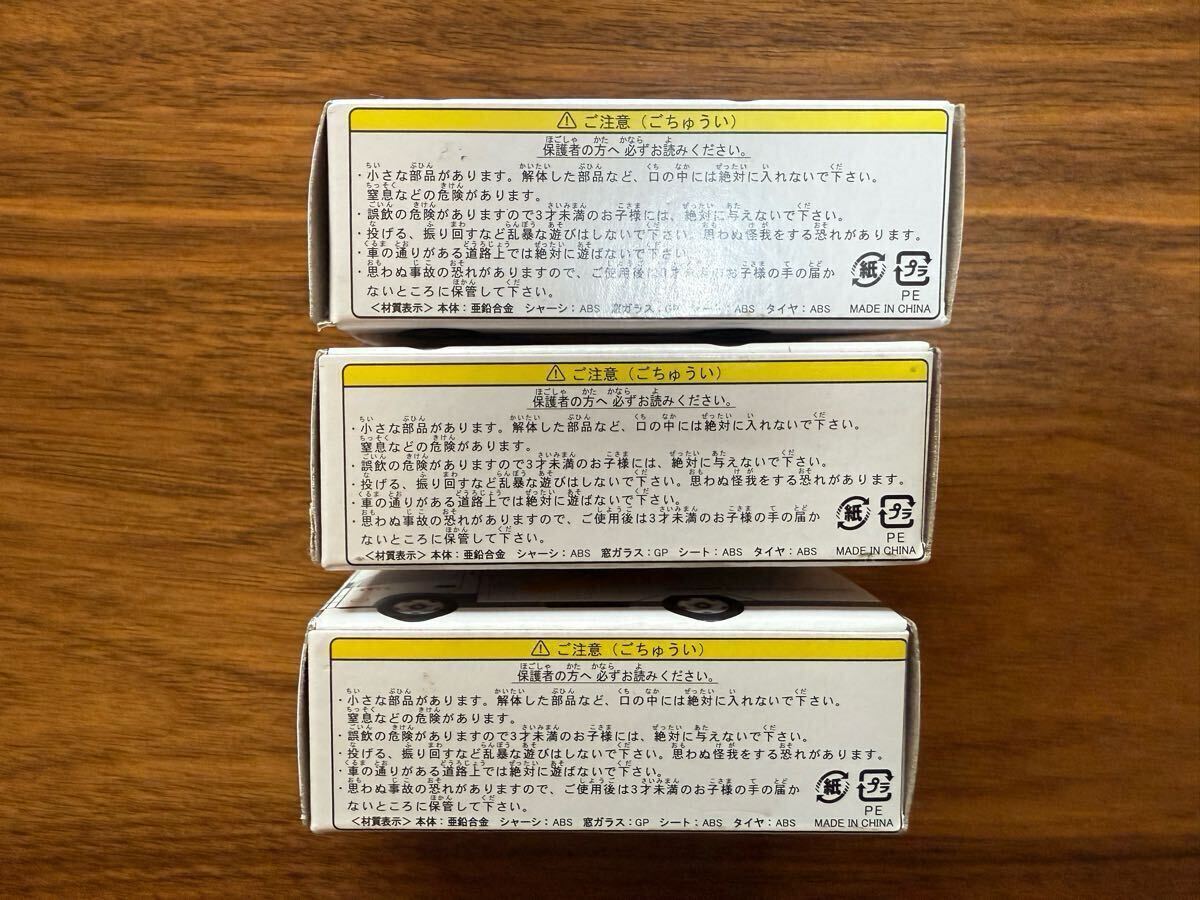 ⚠ ご注意（ごちゅうい）
保護者の方へ 必ずお読みください。
・小さな部品があります。解体した部品など、口の中には絶対に入れないで下さい。
窒息などの危険があります。
・誤飲の危険がありますので3才未満のお子様には、絶対に与えないで下さい。
・投げる、振り回すなど乱暴な遊びはしないで下さい。思わぬ怪我をする恐れがあります。
・車の通りがある道路上では絶対に遊ばないで下さい。
・思わぬ事故の恐れがありますので、ご使用後は3才未満のお子様の手の届か
ないところに保管して下さい。
紙 プラ
PE
＜材質表示＞本体：亜鉛合金 シャーシ：ABS 窓ガラス：GP シート：ABS タイヤ：ABS MADE IN CHINA
⚠ ご注意（ごちゅうい）
保護者の方へ 必ずお読みください。
・小さな部品があります。解体した部品など、口の中には絶対に入れないで下さい。
窒息などの危険があります。
・誤飲の危険がありますので3才未満のお子様には、絶対に与えないで下さい。
・投げる、振り回すなど乱暴な遊びはしないで下さい。思わぬ怪我をする恐れがあります。
・車の通りがある道路上では絶対に遊ばないで下さい。
・思わぬ事故の恐れがありますので、ご使用後は3才未満のお子様の手の届か
ないところに保管して下さい。
紙 プラ
PE
＜材質表示＞本体：亜鉛合金 シャーシ：ABS 窓ガラス：GP シート：ABS タイヤ：ABS MADE IN CHINA
⚠ ご注意（ごちゅうい）
保護者の方へ 必ずお読みください。
・小さな部品があります。解体した部品など、口の中には絶対に入れないで下さい。
窒息などの危険があります。
・誤飲の危険がありますので3才未満のお子様には、絶対に与えないで下さい。
・投げる、振り回すなど乱暴な遊びはしないで下さい。思わぬ怪我をする恐れがあります。
・車の通りがある道路上では絶対に遊ばないで下さい。
・思わぬ事故の恐れがありますので、ご使用後は3才未満のお子様の手の届か
ないところに保管して下さい。
紙 プラ
PE
＜材質表示＞本体：亜鉛合金 シャーシ：ABS 窓ガラス：GP シート：ABS タイヤ：ABS MADE IN CHINA